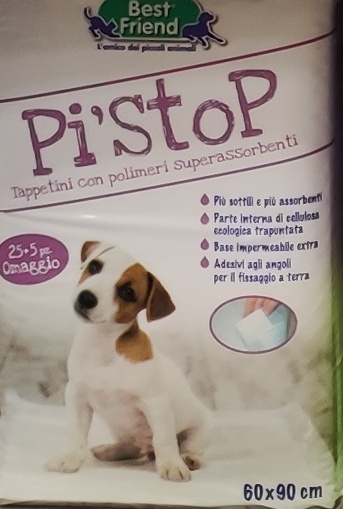 Best
Friend
L'amico dei piccoli animali
Pi'StoP
Tappetini con polimeri superassorbenti
Più sottili e più assorbenti
Parte interna di cellulosa
ecologica trapuntata
Base impermeabile extra
Adesivi agli angoli
per il fissaggio a terra
25+5 pz.
Omaggio
60x90 cm